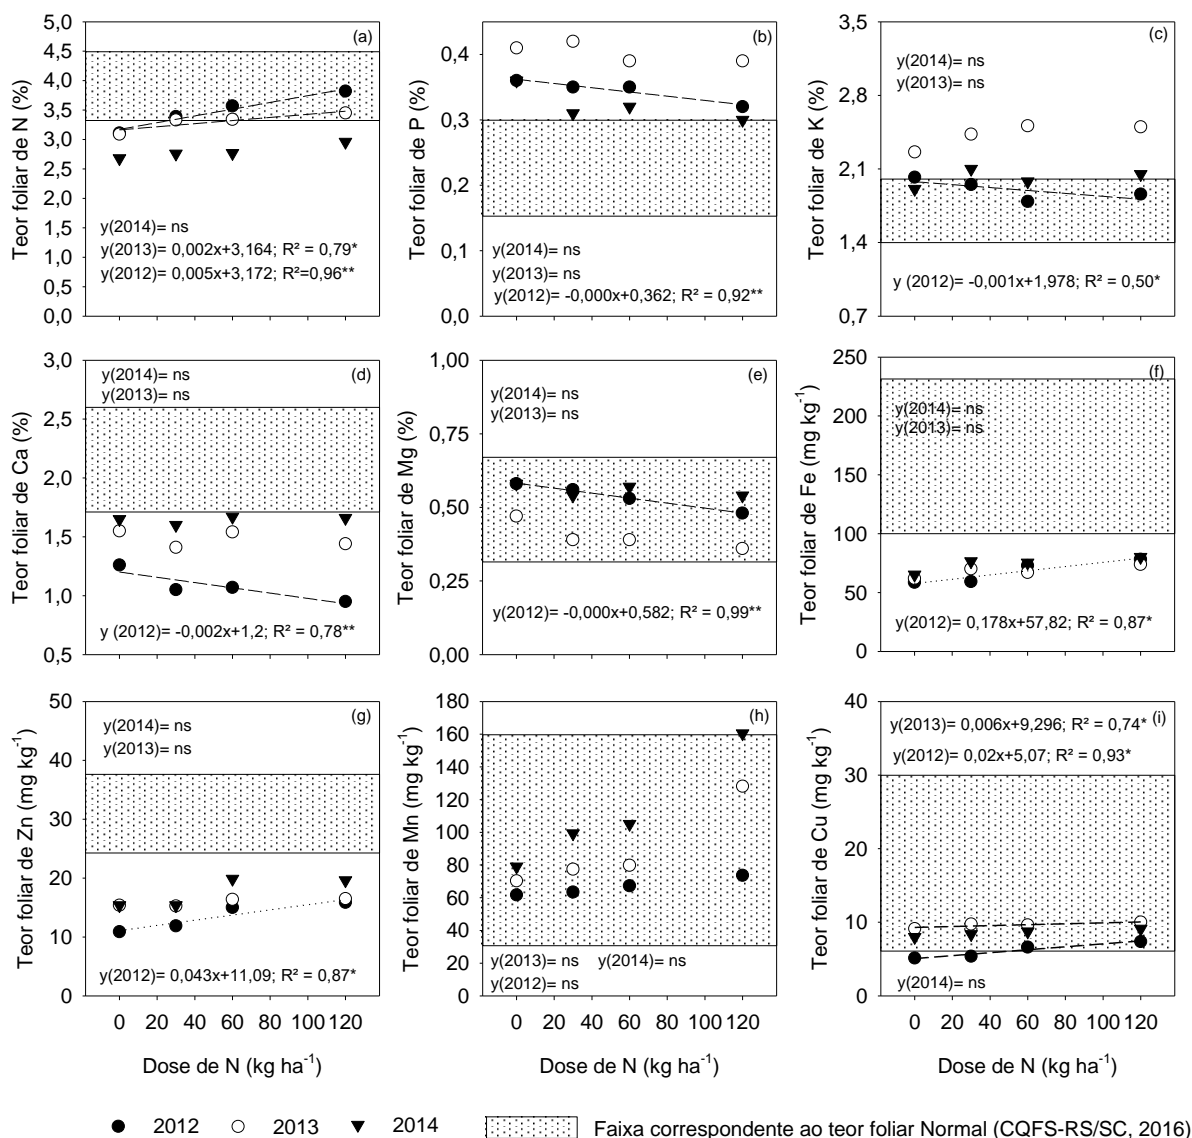 (a)
Teor foliar de N (%)
5,0
4,5
4,0
3,5
3,0
2,5
2,0
1,5
1,0
0,5
0,0
y(2014)= ns
y(2013)= 0,002x+3,164; R² = 0,79*
y(2012)= 0,005x+3,172; R²=0,96**
(b)
Teor foliar de P (%)
0,4
0,3
0,2
0,1
0,0
y(2014)= ns
y(2013)= ns
y(2012)= -0,000x+0,362; R² = 0,92**
(c)
Teor foliar de K (%)
3,5
2,8
2,1
1,4
0,7
y(2014)= ns
y(2013)= ns
y (2012)= -0,001x+1,978; R² = 0,50*
(d)
Teor foliar de Ca (%)
3,0
2,5
2,0
1,5
1,0
0,5
y(2014)= ns
y(2013)= ns
y (2012)= -0,002x+1,2; R² = 0,78**
(e)
Teor foliar de Mg (%)
1,00
0,75
0,50
0,25
0,00
y(2014)= ns
y(2013)= ns
y(2012)= -0,000x+0,582; R² = 0,99**
(f)
Teor foliar de Fe (mg kg⁻¹)
250
200
150
100
50
0
y(2014)= ns
y(2013)= ns
y(2012)= 0,178x+57,82; R² = 0,87*
(g)
Teor foliar de Zn (mg kg⁻¹)
50
40
30
20
10
0
y(2014)= ns
y(2013)= ns
y(2012)= 0,043x+11,09; R² = 0,87*
0 20 40 60 80 100 120
Dose de N (kg ha⁻¹)
(h)
Teor foliar de Mn (mg kg⁻¹)
180
160
140
120
100
80
60
40
20
0
y(2013)= ns y(2014)= ns
y(2012)= ns
0 20 40 60 80 100 120
Dose de N (kg ha⁻¹)
(i)
Teor foliar de Cu (mg kg⁻¹)
40
30
20
10
0
y(2013)= 0,006x+9,296; R² = 0,74*
y(2012)= 0,02x+5,07; R² = 0,93*
y(2014)= ns
0 20 40 60 80 100 120
Dose de N (kg ha⁻¹)
2012 2013 2014 Faixa correspondente ao teor foliar Normal (CQFS-RS/SC, 2016)